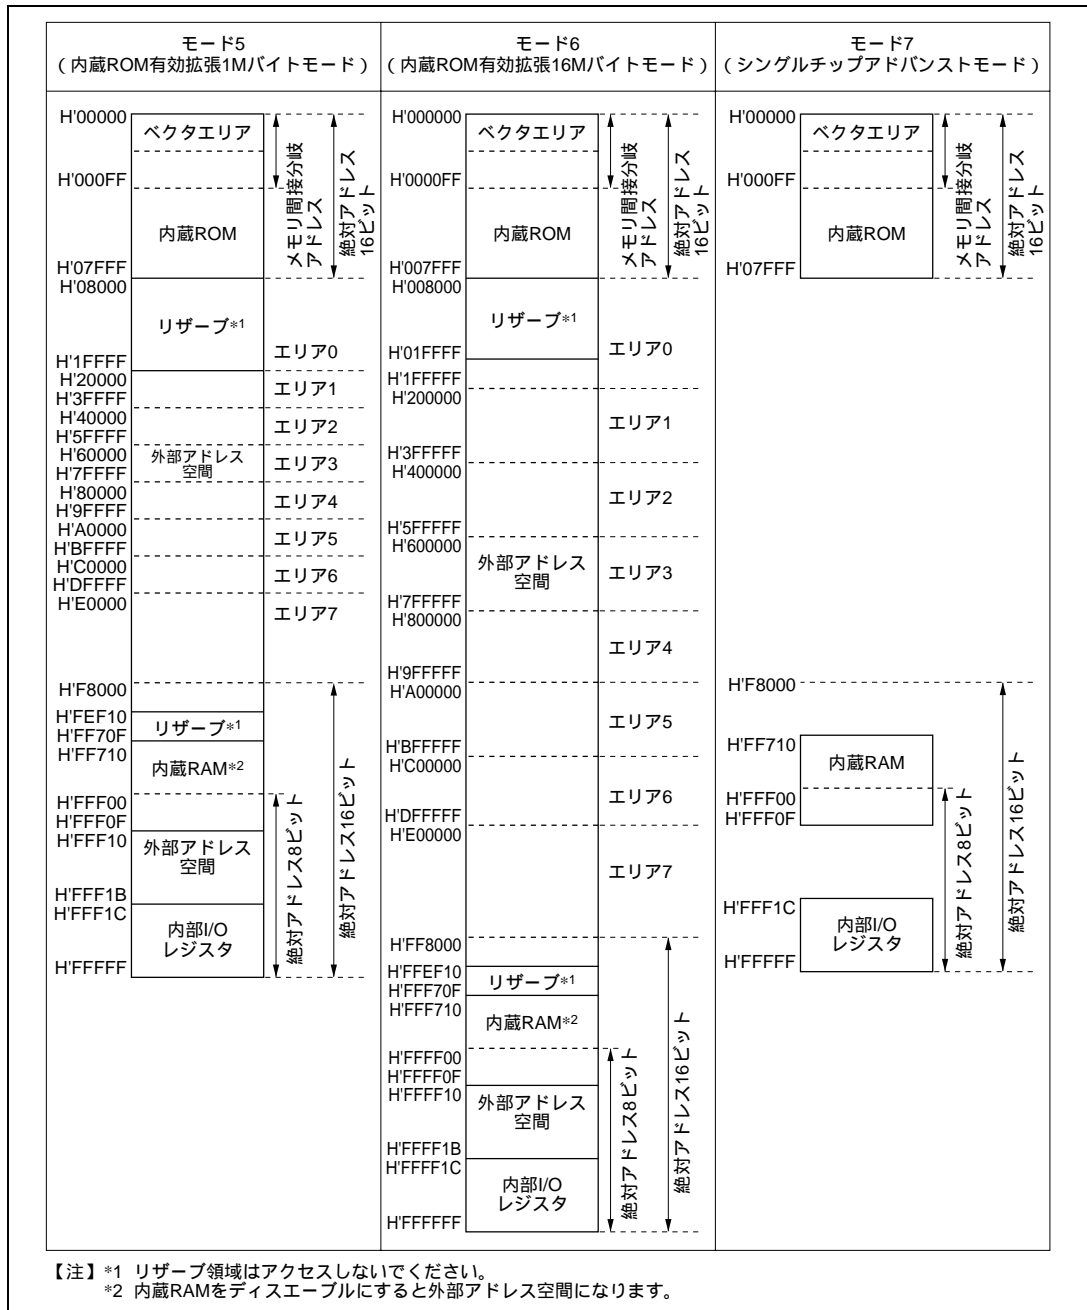 モード5
(内蔵ROM有効拡張1Mバイトモード)
H'00000
ベクタエリア
H'000FF
内蔵ROM
H'07FFF
H'08000
リザーブ*1
H'1FFFF
H'20000
H'3FFFF
H'40000
H'5FFFF
H'60000
H'7FFFF
外部アドレス
空間
H'80000
H'9FFFF
H'A0000
H'BFFFF
H'C0000
H'DFFFF
H'E0000
H'F8000
H'FEF10
H'FF70F
リザーブ*1
H'FF710
内蔵RAM*2
H'FFF00
H'FFF0F
H'FFF10
外部アドレス
空間
H'FFF1B
H'FFF1C
内部I/O
レジスタ
H'FFFFF
メモリ間接分岐
アドレス
絶対アドレス
16ビット
エリア0
エリア1
エリア2
エリア3
エリア4
エリア5
エリア6
エリア7
絶対アドレス8ビット
絶対アドレス16ビット
モード6
(内蔵ROM有効拡張16Mバイトモード)
H'000000
ベクタエリア
H'0000FF
内蔵ROM
H'007FFF
H'008000
リザーブ*1
H'01FFFF
H'1FFFFF
H'200000
H'3FFFFF
H'400000
H'5FFFFF
H'600000
外部アドレス
空間
H'7FFFFF
H'800000
H'9FFFFF
H'A00000
H'BFFFFF
H'C00000
H'DFFFFF
H'E00000
H'FF8000
H'FFEF10
H'FFF70F
リザーブ*1
H'FFF710
内蔵RAM*2
H'FFFF00
H'FFFF0F
H'FFFF10
外部アドレス
空間
H'FFFF1B
H'FFFF1C
内部I/O
レジスタ
H'FFFFFF
メモリ間接分岐
アドレス
絶対アドレス
16ビット
エリア0
エリア1
エリア2
エリア3
エリア4
エリア5
エリア6
エリア7
絶対アドレス8ビット
絶対アドレス16ビット
モード7
(シングルチップアドバンストモード)
H'00000
ベクタエリア
H'000FF
内蔵ROM
H'07FFF
メモリ間接分岐
アドレス
絶対アドレス
16ビット
H'F8000
H'FF710
内蔵RAM
H'FFF00
H'FFF0F
H'FFF1C
内部I/O
レジスタ
H'FFFFF
絶対アドレス8ビット
絶対アドレス16ビット
【注】*1 リザーブ領域はアクセスしないでください。
*2 内蔵RAMをディスエーブルにすると外部アドレス空間になります。